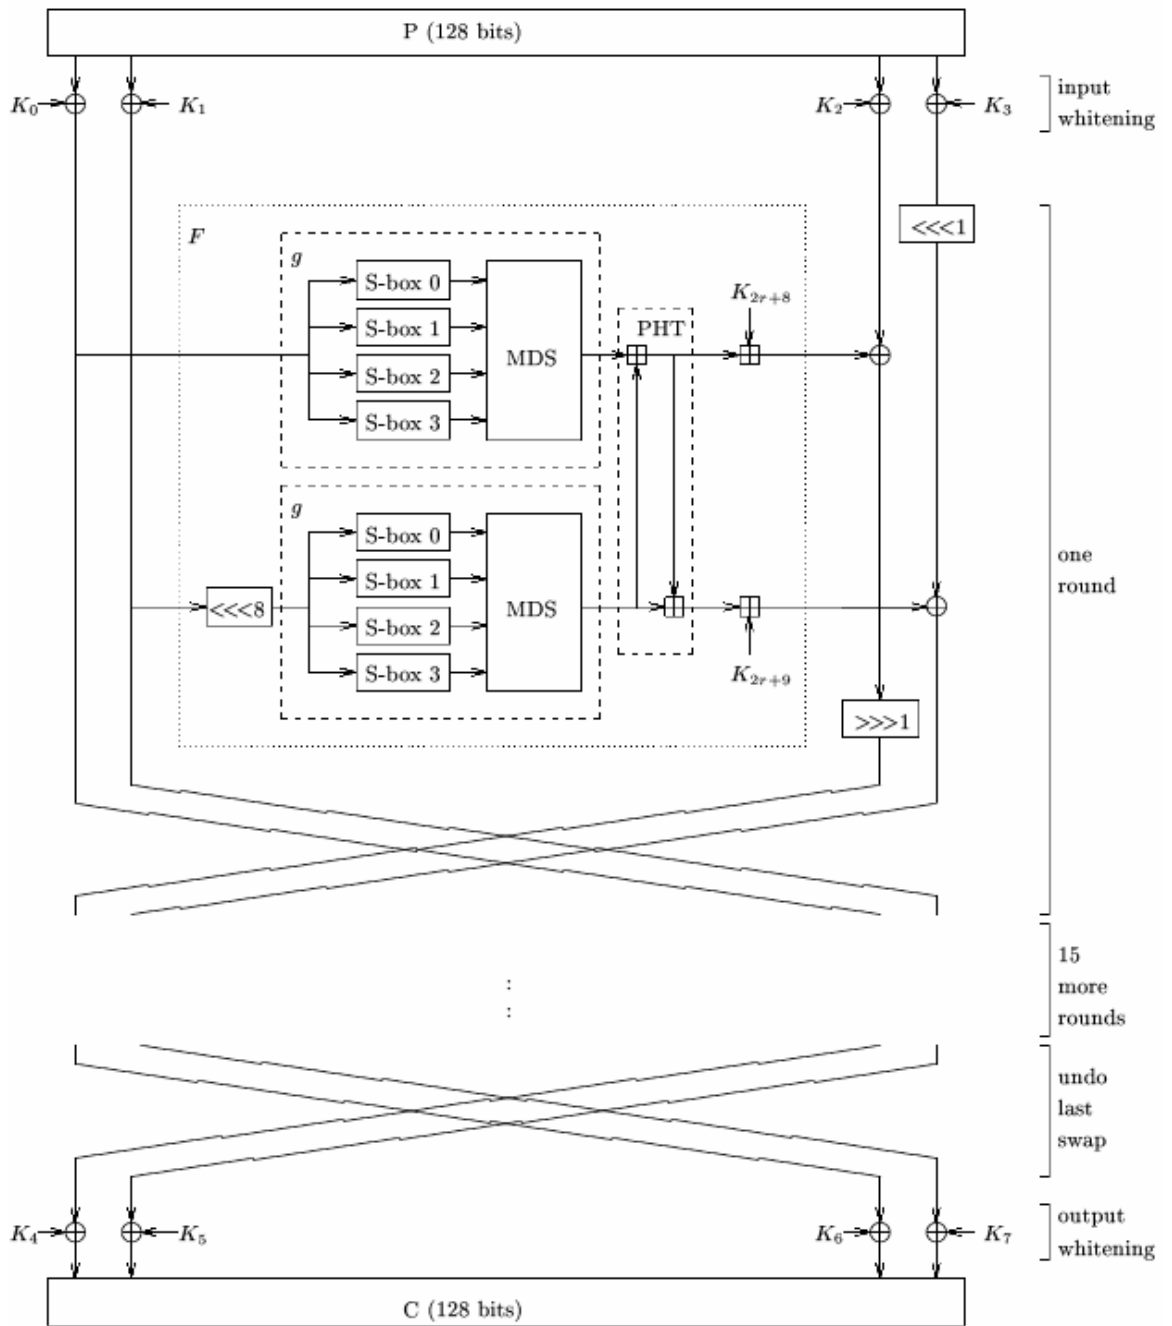 P (128 bits)
K₀ K₁ K₂ K₃
input
whitening
<<<1
F
g
S-box 0
S-box 1
S-box 2
S-box 3
MDS
PHT
K₂ᵣ₊₈
g
S-box 0
S-box 1
S-box 2
S-box 3
MDS
<<<8
K₂ᵣ₊₉
>>>1
one
round
:
:
15
more
rounds
undo
last
swap
K₄ K₅ K₆ K₇
output
whitening
C (128 bits)